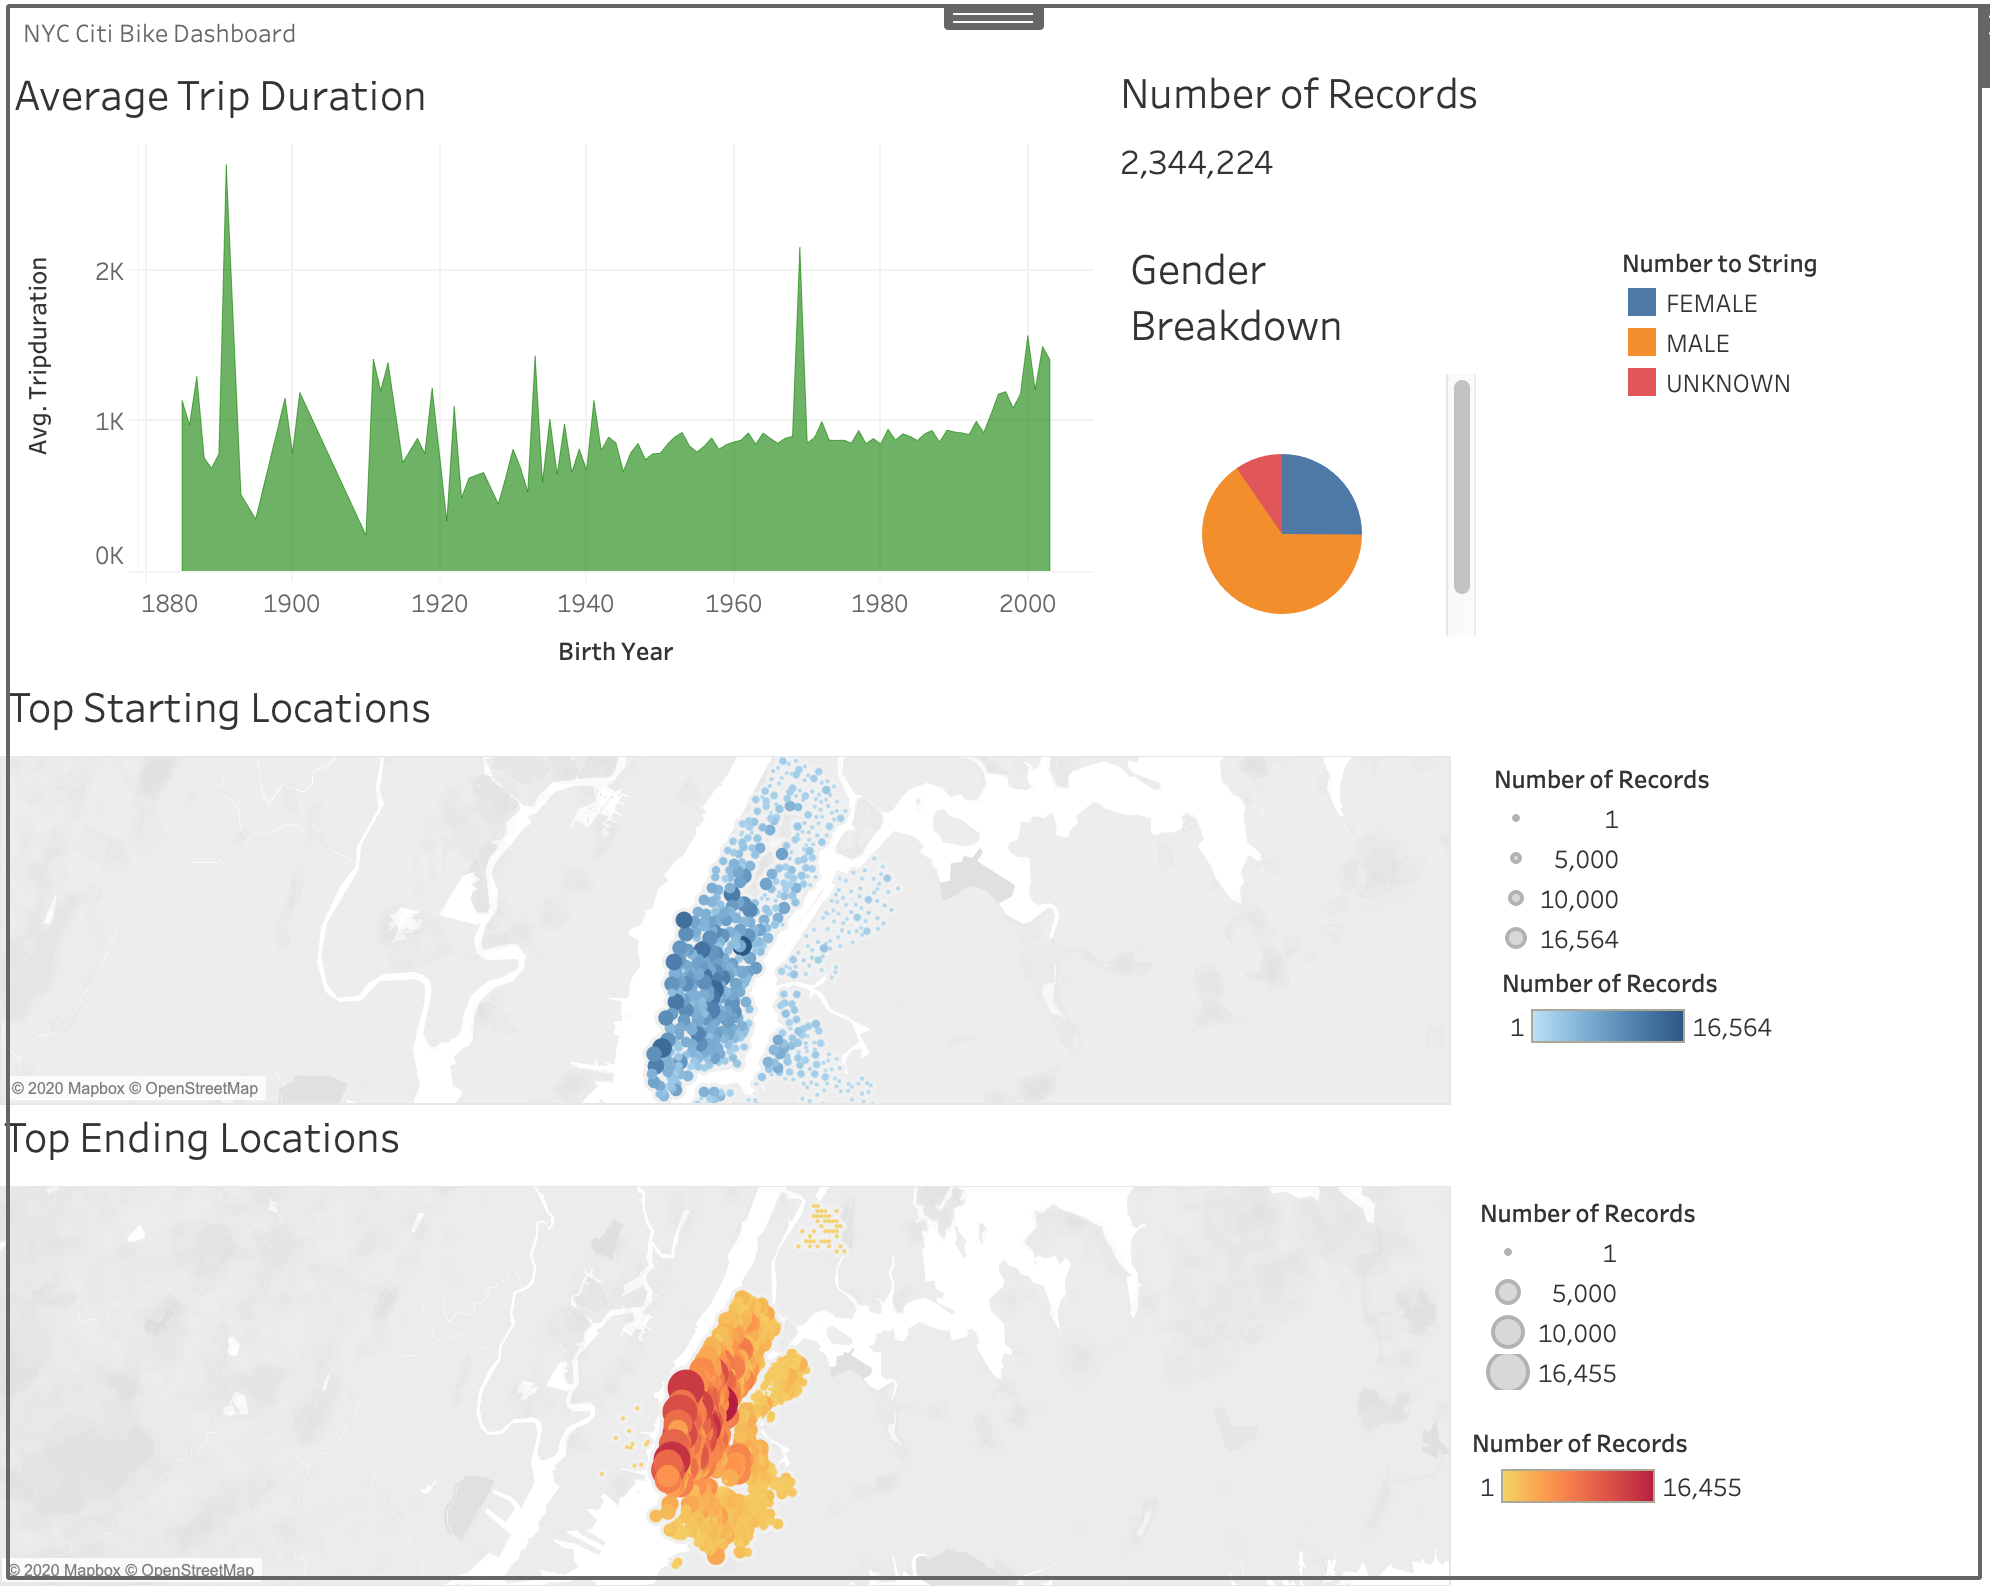 NYC Citi Bike Dashboard
Average Trip Duration
Avg. Tripduration
2K
1K
0K
1880 1900 1920 1940 1960 1980 2000
Birth Year
Number of Records
2,344,224
Gender
Breakdown
Number to String
FEMALE
MALE
UNKNOWN
Top Starting Locations
© 2020 Mapbox © OpenStreetMap
Number of Records
1
5,000
10,000
16,564
Number of Records
1 16,564
Top Ending Locations
© 2020 Mapbox © OpenStreetMap
Number of Records
1
5,000
10,000
16,455
Number of Records
1 16,455